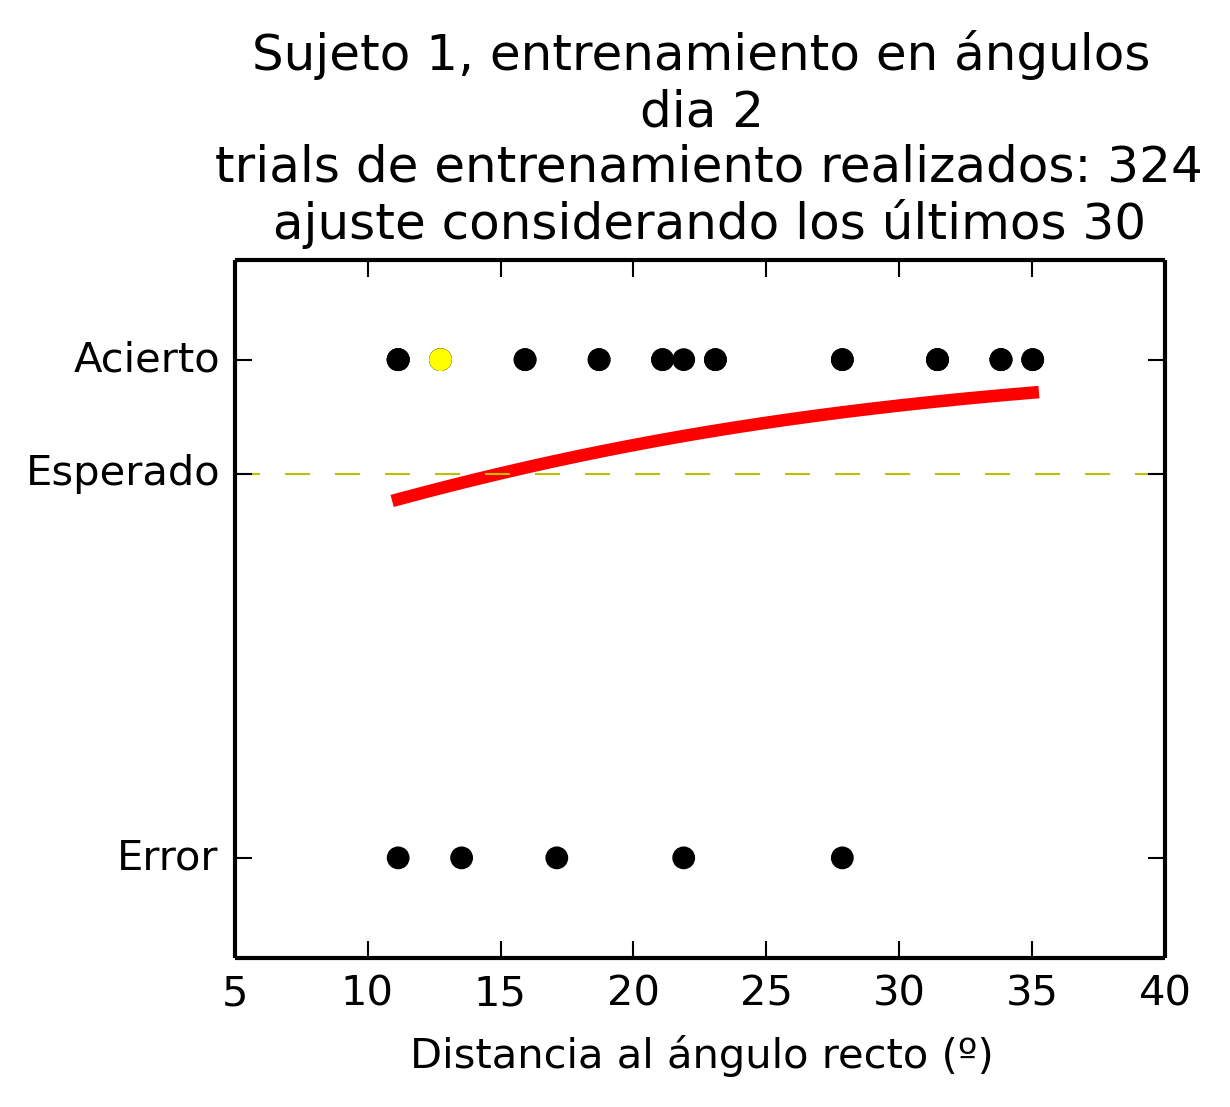 Sujeto 1, entrenamiento en ángulos
dia 2
trials de entrenamiento realizados: 324
ajuste considerando los últimos 30
Acierto
Esperado
Error
5 10 15 20 25 30 35 40
Distancia al ángulo recto (º)